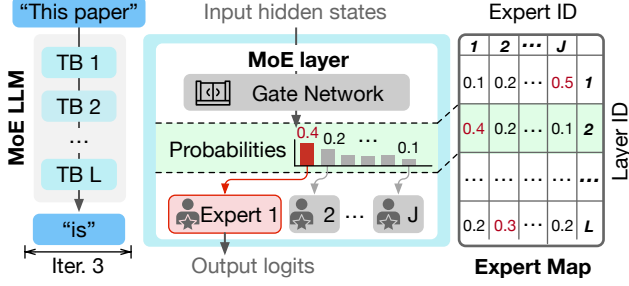 “This paper”
MoE LLM
TB 1
TB 2
...
TB L
“is”
Iter. 3
Input hidden states
MoE layer
Gate Network
Probabilities
0.4
0.2
...
0.1
Expert 1
2
...
J
Output logits
Expert ID
1 2 ... J
0.1 0.2 ... 0.5 1
0.4 0.2 ... 0.1 2
... ... ... ...
0.2 0.3 ... 0.2 L
Layer ID
Expert Map